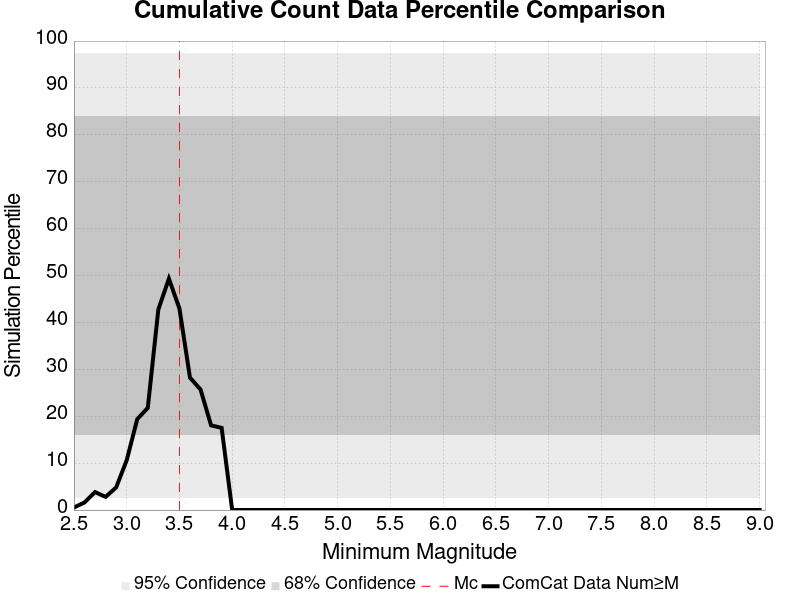 Cumulative Count Data Percentile Comparison
100
90
80
70
60
50
40
30
20
10
0
Simulation Percentile
2.5 3.0 3.5 4.0 4.5 5.0 5.5 6.0 6.5 7.0 7.5 8.0 8.5 9.0
Minimum Magnitude
95% Confidence 68% Confidence Mc ComCat Data Num≥M